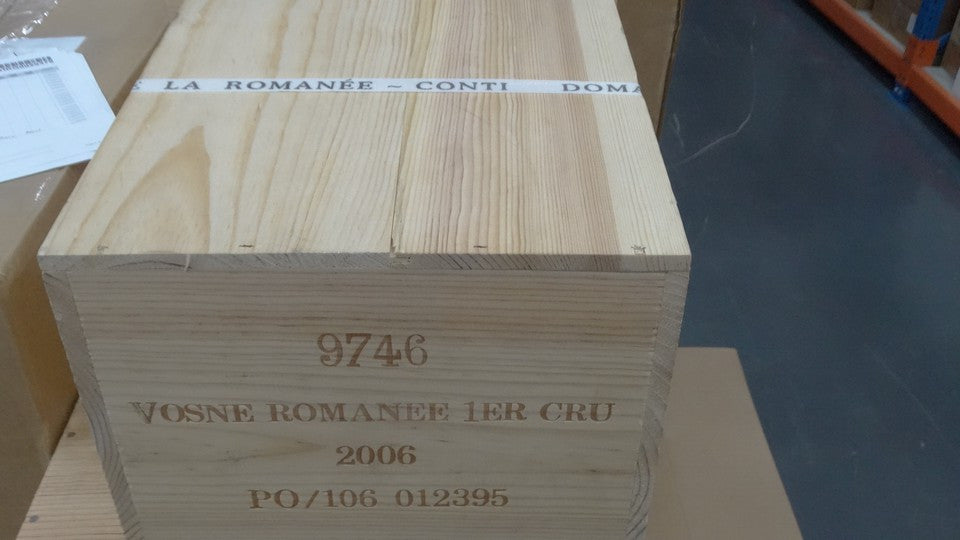 LA ROMANÉE ~ CONTI DOMA
9746
VOSNE ROMANEE 1ER CRU
2006
PO/106 012395